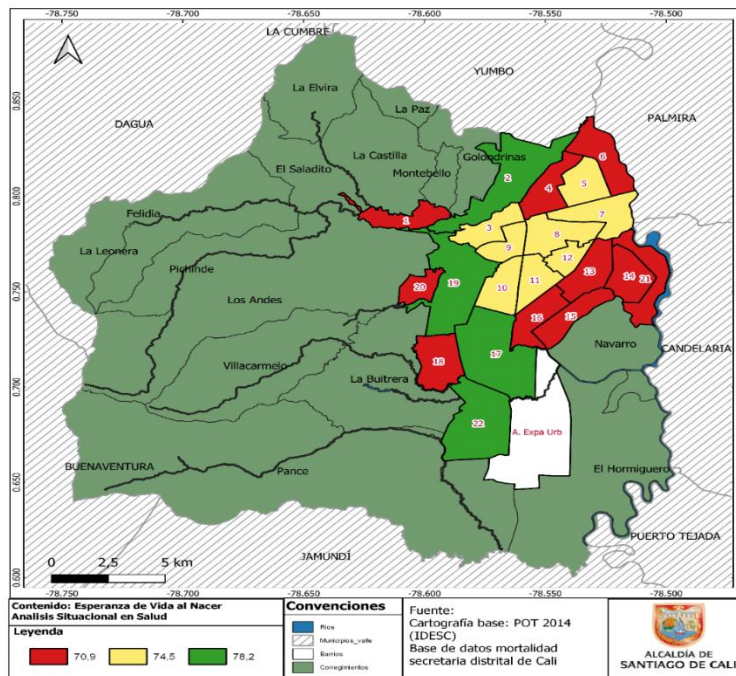 -78.700 -78.650 -78.600 -78.550 -78.500
LA CUMBRE
YUMBO
La Elvira
DAGUA
La Paz
PALMIRA
0.850
6
La Castilla
Golondrinas
El Saladito
2
4
5
Montebello
0.800
Felidia
1
3
7
8
9
La Leonera
Pichinde
12
13
14
21
20
19
10
11
Los Andes
0.750
16
15
Navarro
CANDELARIA
18
17
Villacarmelo
La Buitrera
0.700
22
A. Expa Urb
BUENAVENTURA
Pance
El Hormiguero
0.650
PUERTO TEJADA
JAMUNDÍ
0 2,5 5 km
0.600
-78.750 -78.700 -78.650 -78.600 -78.550 -78.500
Contenido: Esperanza de Vida al Nacer
Analisis Situacional en Salud
Leyenda
70,9 74,5 78,2
Convenciones
Rios
Municipios_valle
Barrios
Corregimientos
Fuente:
Cartografía base: POT 2014
(IDESC)
Base de datos mortalidad
secretaria distrital de Cali
ALCALDÍA DE
SANTIAGO DE CALI